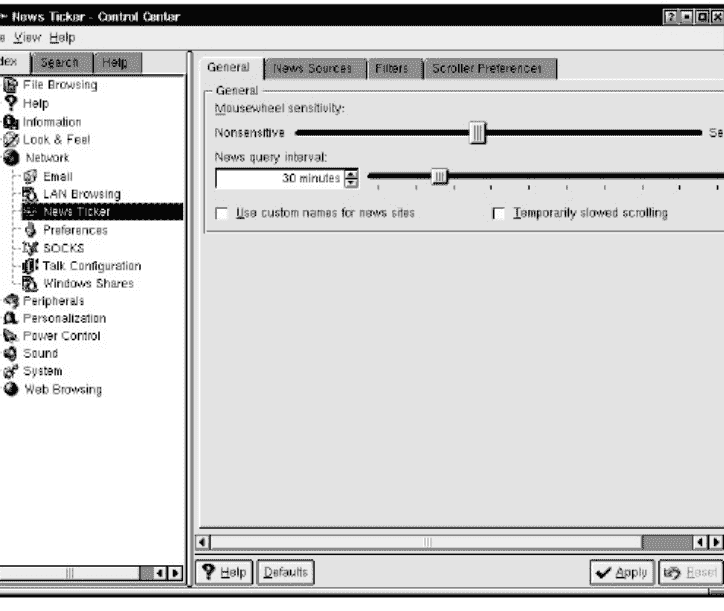 News Ticker - Control Center
View Help
Search Help
File Browsing
Help
Information
Look & Feel
Network
Email
LAN Browsing
News Ticker
Preferences
SOCKS
Talk Configuration
Windows Shares
Peripherals
Personalization
Power Control
Sound
System
Web Browsing
General News Sources Filters Scroller Preferences
General
Mousewheel sensitivity:
Nonsensitive Se
News query interval:
30 minutes
Use custom names for news sites Temporarily slowed scrolling
Help Defaults Apply Reset